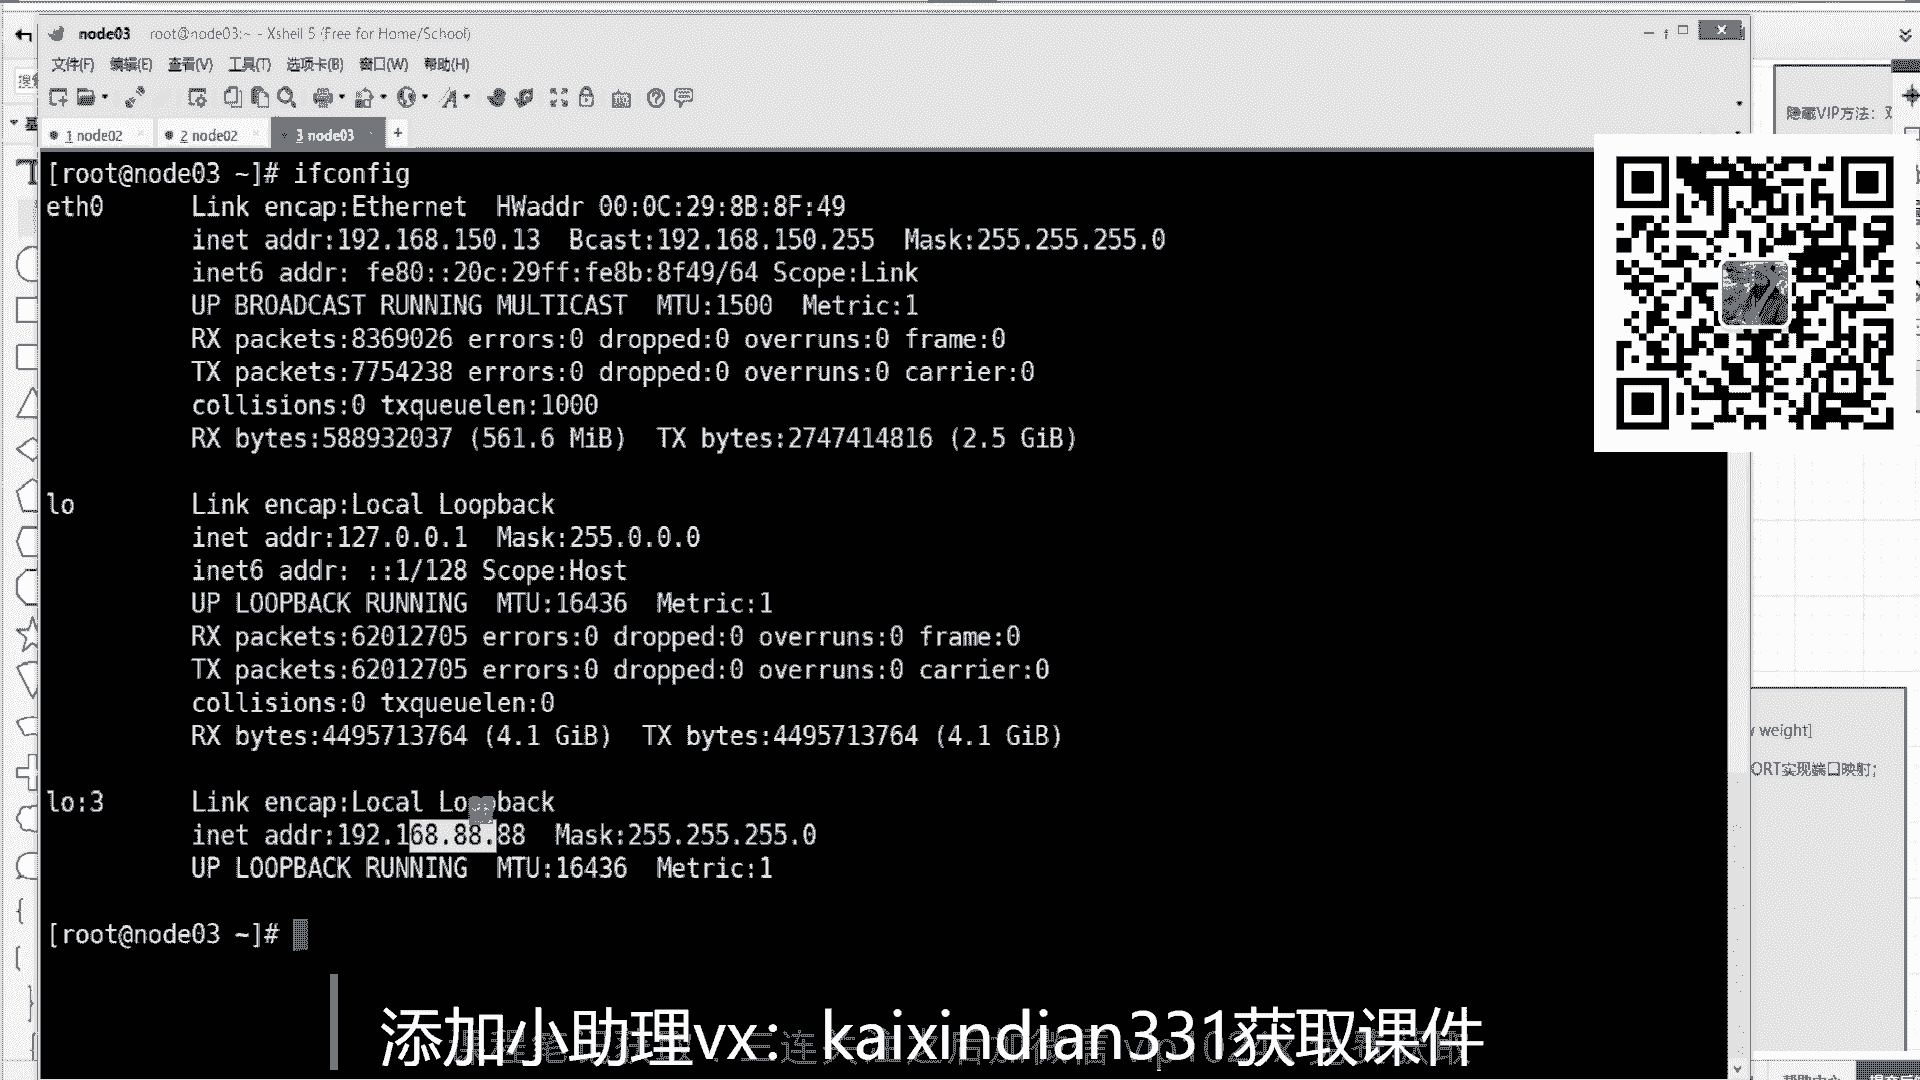 node03 root@node03:~ - Xshell 5 (Free for Home/School)
文件(F) 编辑(E) 查看(V) 工具(T) 选项卡(B) 窗口(W) 帮助(H)
1 node02 2 node02 3 node03 +
隐藏VIP方法：
[root@node03 ~]# ifconfig
eth0 Link encap:Ethernet HWaddr 00:0C:29:8B:8F:49
inet addr:192.168.150.13 Bcast:192.168.150.255 Mask:255.255.255.0
inet6 addr: fe80::20c:29ff:fe8b:8f49/64 Scope:Link
UP BROADCAST RUNNING MULTICAST MTU:1500 Metric:1
RX packets:8369026 errors:0 dropped:0 overruns:0 frame:0
TX packets:7754238 errors:0 dropped:0 overruns:0 carrier:0
collisions:0 txqueuelen:1000
RX bytes:588932037 (561.6 MiB) TX bytes:2747414816 (2.5 GiB)
lo Link encap:Local Loopback
inet addr:127.0.0.1 Mask:255.0.0.0
inet6 addr: ::1/128 Scope:Host
UP LOOPBACK RUNNING MTU:16436 Metric:1
RX packets:62012705 errors:0 dropped:0 overruns:0 frame:0
TX packets:62012705 errors:0 dropped:0 overruns:0 carrier:0
collisions:0 txqueuelen:0
RX bytes:4495713764 (4.1 GiB) TX bytes:4495713764 (4.1 GiB)
weight]
ORT实现端口映射；
lo:3 Link encap:Local Loopback
inet addr:192.168.88.88 Mask:255.255.255.0
UP LOOPBACK RUNNING MTU:16436 Metric:1
[root@node03 ~]#
添加小助理vx：kaixindian331获取课件